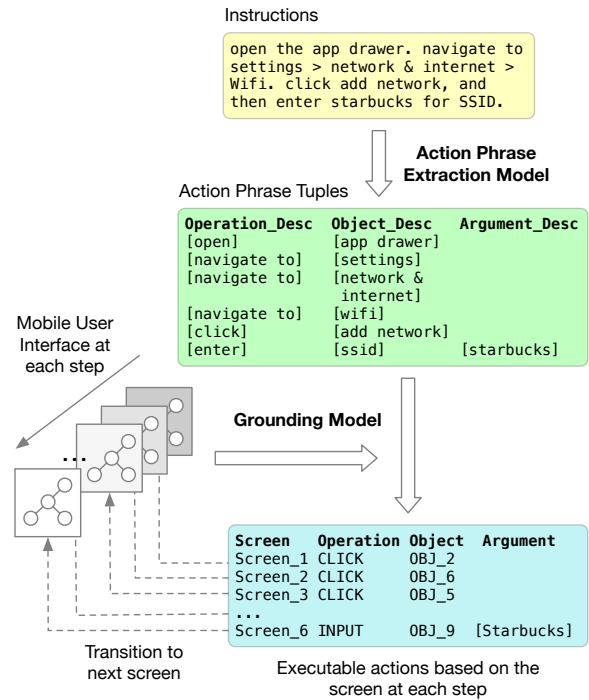 Instructions
open the app drawer. navigate to
settings > network & internet >
Wifi. click add network, and
then enter starbucks for SSID.
Action Phrase
Extraction Model
Action Phrase Tuples
Operation_Desc Object_Desc Argument_Desc
[open] [app drawer]
[navigate to] [settings]
[navigate to] [network &
internet]
[navigate to] [wifi]
[click] [add network]
[enter] [ssid] [starbucks]
Mobile User
Interface at
each step
Grounding Model
...
Screen Operation Object Argument
Screen_1 CLICK OBJ_2
Screen_2 CLICK OBJ_6
Screen_3 CLICK OBJ_5
...
Screen_6 INPUT OBJ_9 [Starbucks]
Transition to
next screen
Executable actions based on the
screen at each step